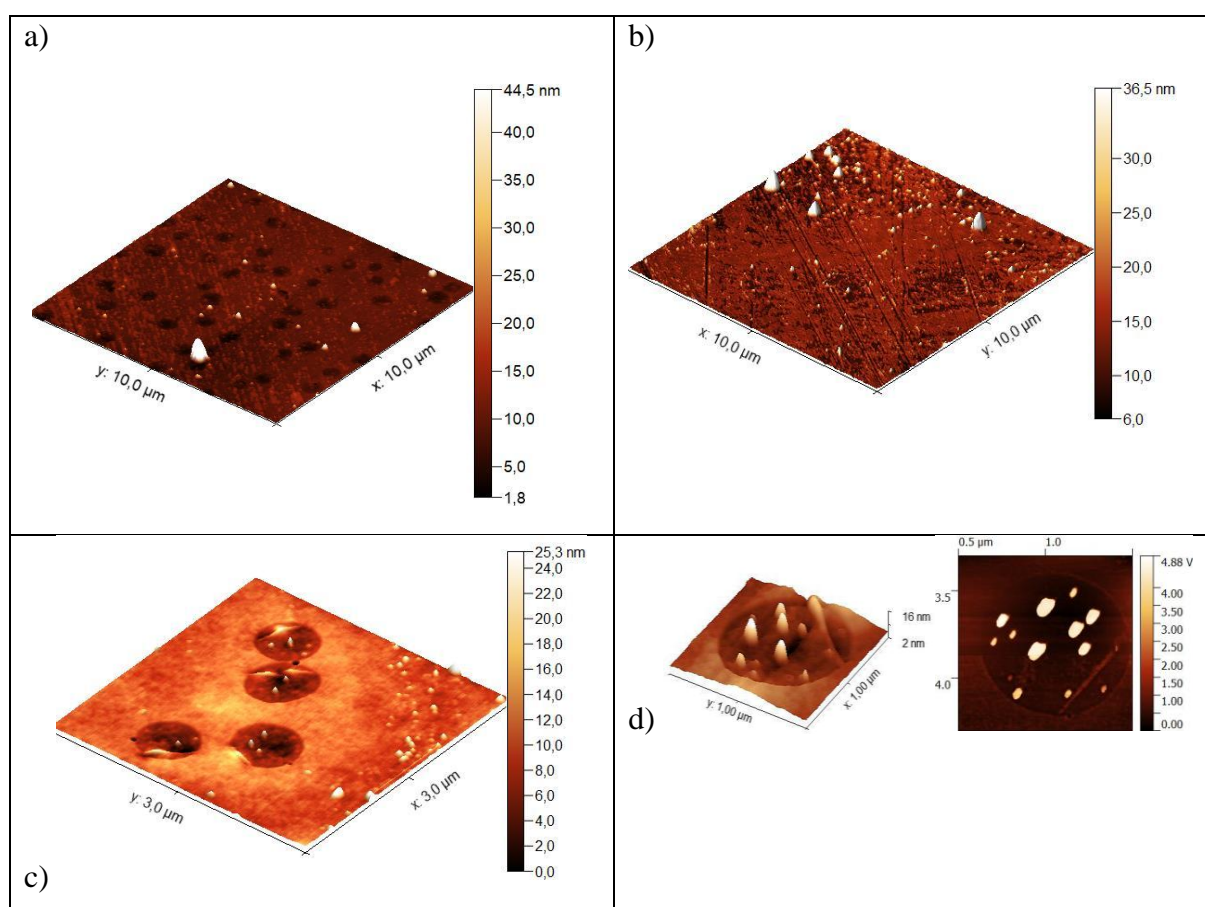 a)
44,5 nm
40,0
35,0
30,0
25,0
20,0
15,0
10,0
5,0
1,8
y: 10,0 µm
x: 10,0 µm
b)
36,5 nm
30,0
25,0
20,0
15,0
10,0
6,0
x: 10,0 µm
y: 10,0 µm
25,3 nm
24,0
22,0
20,0
18,0
16,0
14,0
12,0
10,0
8,0
6,0
4,0
2,0
0,0
y: 3,0 µm
x: 3,0 µm
c)
16 nm
2 nm
y: 1,00 µm
x: 1,00 µm
d)
0.5 µm 1.0
3.5
4.0
4.88 V
4.00
3.50
3.00
2.50
2.00
1.50
1.00
0.00